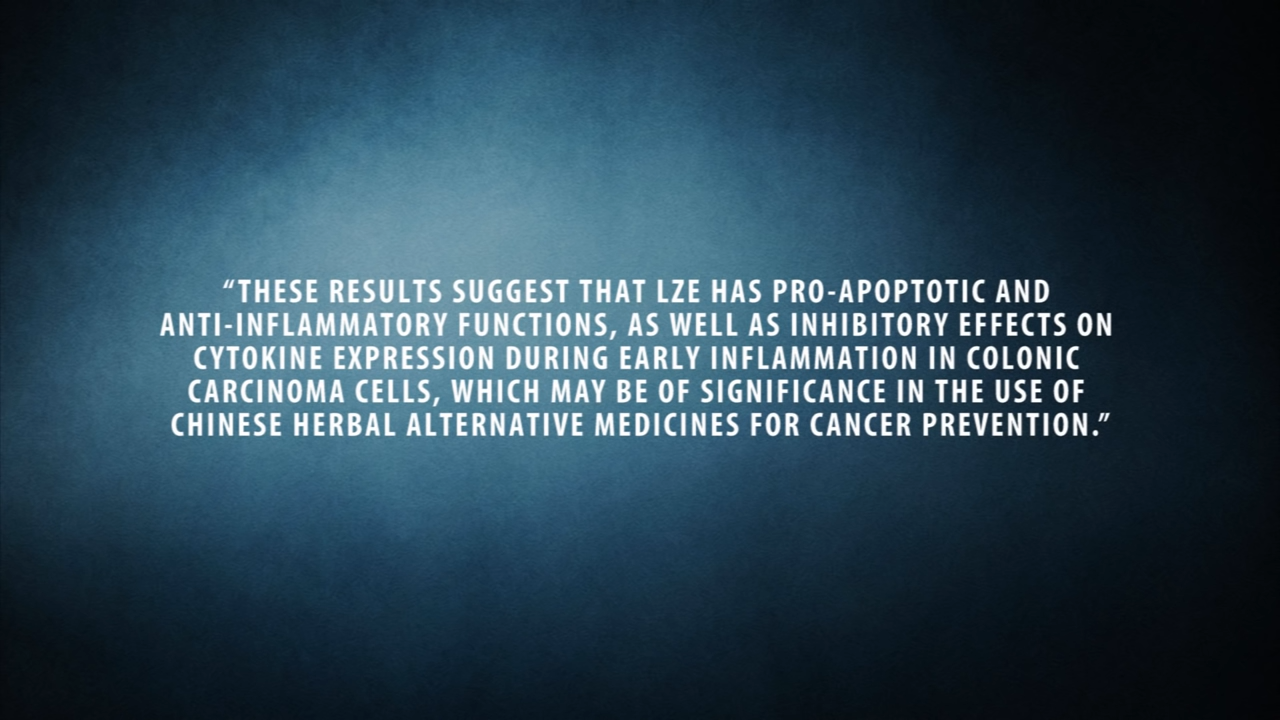 “THESE RESULTS SUGGEST THAT LZE HAS PRO-APOPTOTIC AND
ANTI-INFLAMMATORY FUNCTIONS, AS WELL AS INHIBITORY EFFECTS ON
CYTOKINE EXPRESSION DURING EARLY INFLAMMATION IN COLONIC
CARCINOMA CELLS, WHICH MAY BE OF SIGNIFICANCE IN THE USE OF
CHINESE HERBAL ALTERNATIVE MEDICINES FOR CANCER PREVENTION.”